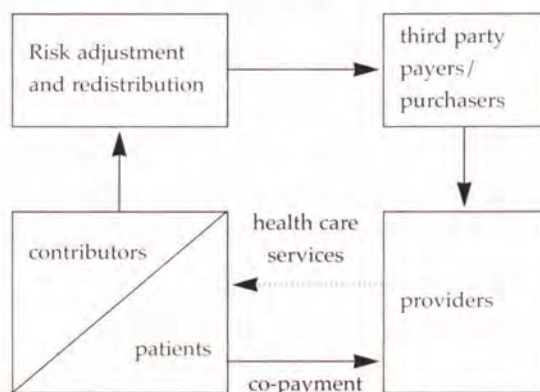 Risk adjustment
and redistribution
third party
payers/
purchasers
contributors
patients
health care
services
co-payment
providers